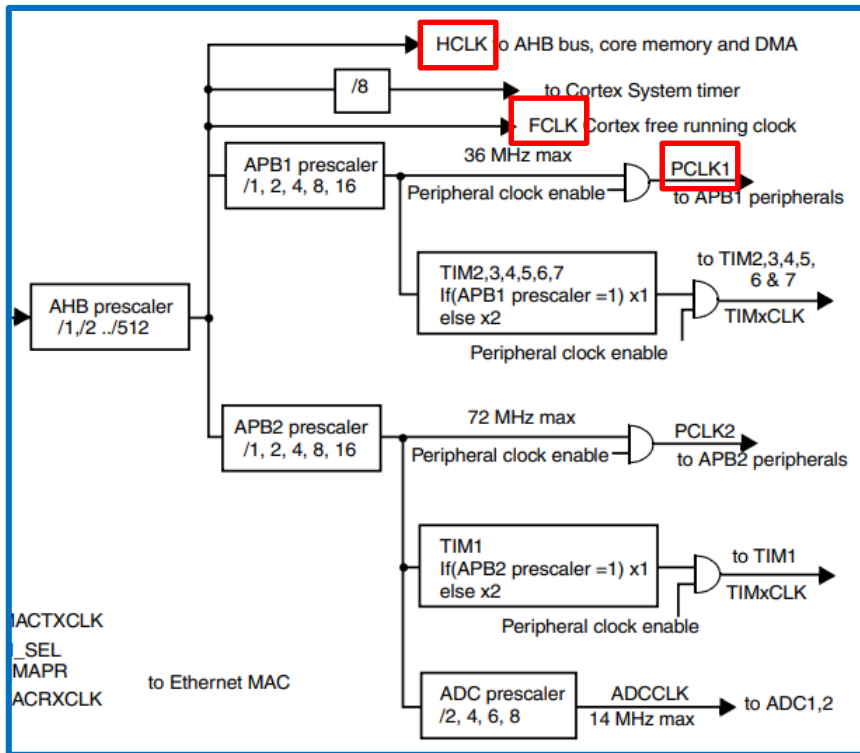 HCLK to AHB bus, core memory and DMA
/8
to Cortex System timer
FCLK Cortex free running clock
APB1 prescaler
/1, 2, 4, 8, 16
36 MHz max
Peripheral clock enable
PCLK1
to APB1 peripherals
TIM2,3,4,5,6,7
If(APB1 prescaler =1) x1
else x2
to TIM2,3,4,5,
6 & 7
TIMxCLK
Peripheral clock enable
AHB prescaler
/1,/2 ../512
APB2 prescaler
/1, 2, 4, 8, 16
72 MHz max
Peripheral clock enable
PCLK2
to APB2 peripherals
TIM1
If(APB2 prescaler =1) x1
else x2
to TIM1
TIMxCLK
Peripheral clock enable
MACTXCLK
I_SEL
MAPR
ACRXCLK
to Ethernet MAC
ADC prescaler
/2, 4, 6, 8
ADCCLK
14 MHz max
to ADC1,2